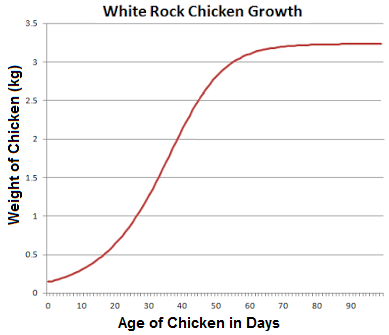 White Rock Chicken Growth
Weight of Chicken (kg)
3.5
3
2.5
2
1.5
1
0.5
0
0 10 20 30 40 50 60 70 80 90
Age of Chicken in Days